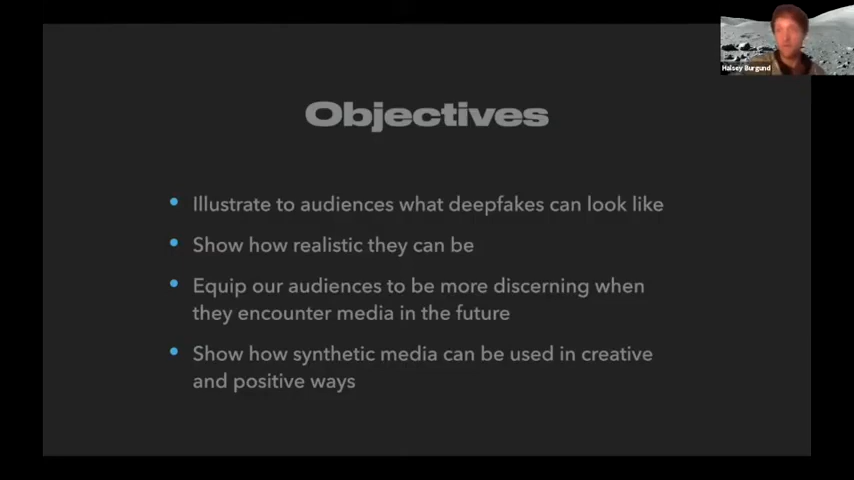 Halsey Burgund
Objectives
• Illustrate to audiences what deepfakes can look like
• Show how realistic they can be
• Equip our audiences to be more discerning when
they encounter media in the future
• Show how synthetic media can be used in creative
and positive ways